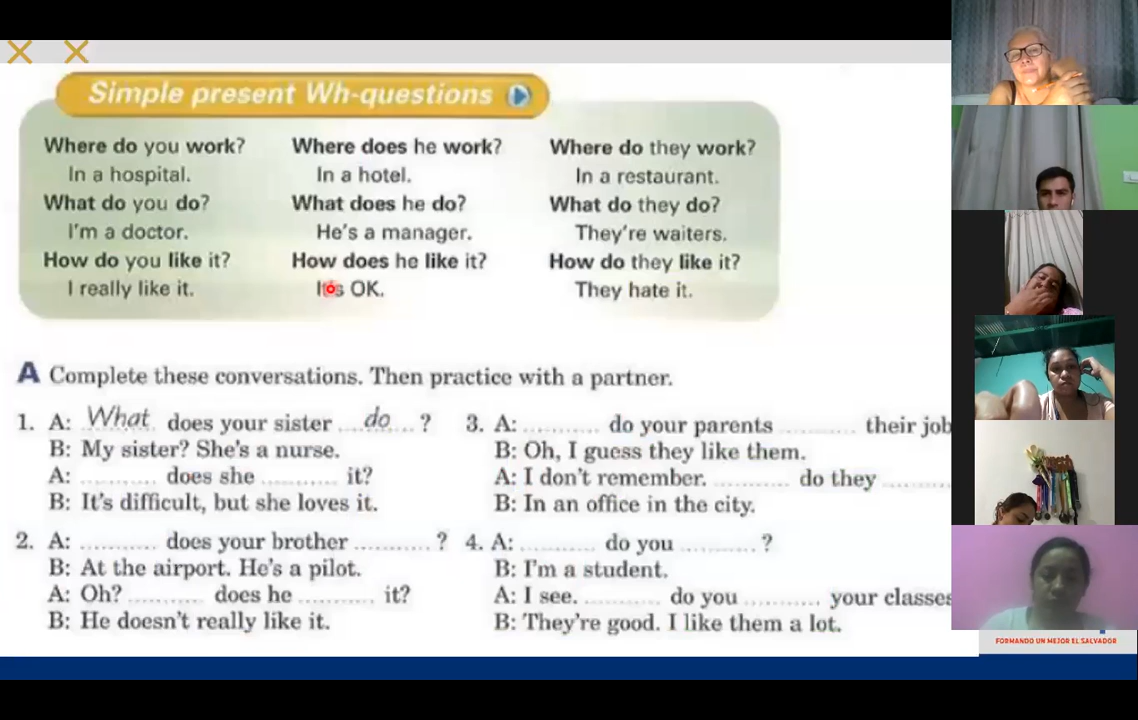 Simple present Wh-questions
Where do you work? Where does he work? Where do they work?
In a hospital. In a hotel. In a restaurant.
What do you do? What does he do? What do they do?
I'm a doctor. He's a manager. They're waiters.
How do you like it? How does he like it? How do they like it?
I really like it. It's OK. They hate it.
A Complete these conversations. Then practice with a partner.
1. A: What does your sister do ?
B: My sister? She's a nurse.
A: ........... does she ........... it?
B: It's difficult, but she loves it.
2. A: ........... does your brother ........... ?
B: At the airport. He's a pilot.
A: Oh? ........... does he ........... it?
B: He doesn't really like it.
3. A: ........... do your parents ........... their job
B: Oh, I guess they like them.
A: I don't remember. ........... do they ...........
B: In an office in the city.
4. A: ........... do you ........... ?
B: I'm a student.
A: I see. ........... do you ........... your classes
B: They're good. I like them a lot.
FORMANDO UN MEJOR EL SALVADOR